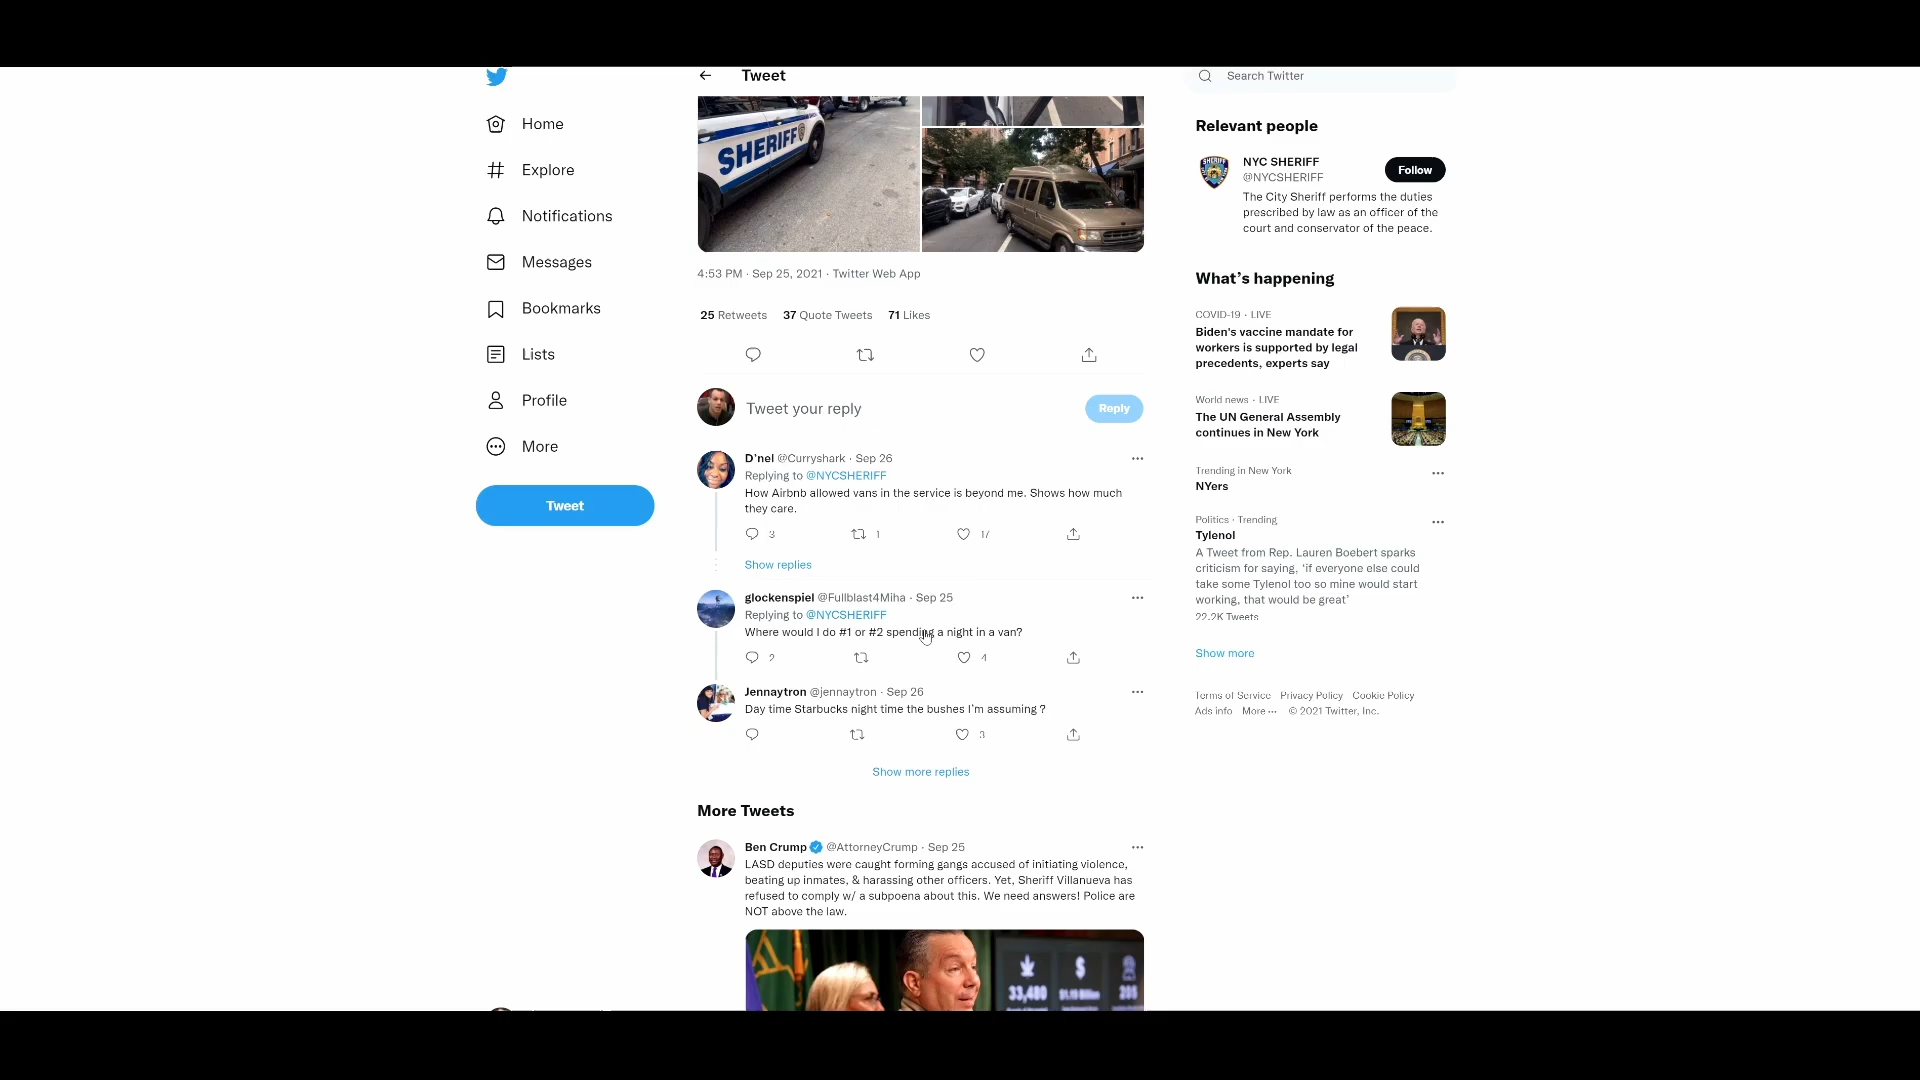 Tweet
Search Twitter
Home
Explore
Notifications
Messages
Bookmarks
Lists
Profile
More
Tweet
SHERIFF
4:53 PM · Sep 25, 2021 · Twitter Web App
25 Retweets 37 Quote Tweets 71 Likes
Tweet your reply
Reply
D'nel @Curryshark · Sep 26
Replying to @NYCSHERIFF
How Airbnb allowed vans in the service is beyond me. Shows how much
they care.
3 1 17
Show replies
glockenspiel @Fullblast4Miha · Sep 25
Replying to @NYCSHERIFF
Where would I do #1 or #2 spending a night in a van?
2 4
Jennaytron @jennaytron · Sep 26
Day time Starbucks night time the bushes I'm assuming ?
3
Show more replies
More Tweets
Ben Crump @AttorneyCrump · Sep 25
LASD deputies were caught forming gangs accused of initiating violence,
beating up inmates, & harassing other officers. Yet, Sheriff Villanueva has
refused to comply w/ a subpoena about this. We need answers! Police are
NOT above the law.
33,480
$
Relevant people
SHERIFF
NYC SHERIFF
@NYCSHERIFF
Follow
The City Sheriff performs the duties
prescribed by law as an officer of the
court and conservator of the peace.
What's happening
COVID-19 · LIVE
Biden's vaccine mandate for
workers is supported by legal
precedents, experts say
World news · LIVE
The UN General Assembly
continues in New York
Trending in New York
NYers
Politics · Trending
Tylenol
A Tweet from Rep. Lauren Boebert sparks
criticism for saying, 'if everyone else could
take some Tylenol too so mine would start
working, that would be great'
22.2K Tweets
Show more
Terms of Service Privacy Policy Cookie Policy
Ads info More ··· © 2021 Twitter, Inc.